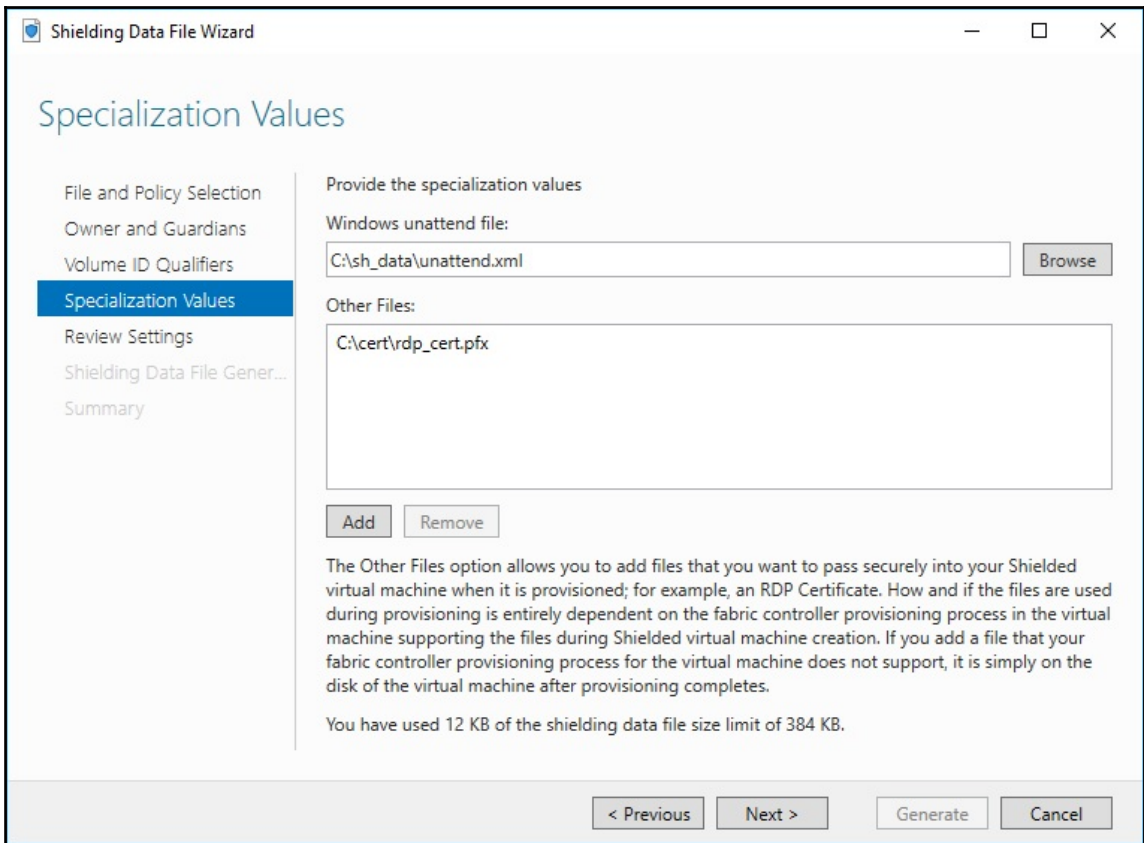 Shielding Data File Wizard
Specialization Values
File and Policy Selection
Owner and Guardians
Volume ID Qualifiers
Specialization Values
Review Settings
Shielding Data File Gener...
Summary
Provide the specialization values
Windows unattend file:
C:\sh_data\unattend.xml
Browse
Other Files:
C:\cert\rdp_cert.pfx
Add
Remove
The Other Files option allows you to add files that you want to pass securely into your Shielded
virtual machine when it is provisioned; for example, an RDP Certificate. How and if the files are used
during provisioning is entirely dependent on the fabric controller provisioning process in the virtual
machine supporting the files during Shielded virtual machine creation. If you add a file that your
fabric controller provisioning process for the virtual machine does not support, it is simply on the
disk of the virtual machine after provisioning completes.
You have used 12 KB of the shielding data file size limit of 384 KB.
< Previous
Next >
Generate
Cancel